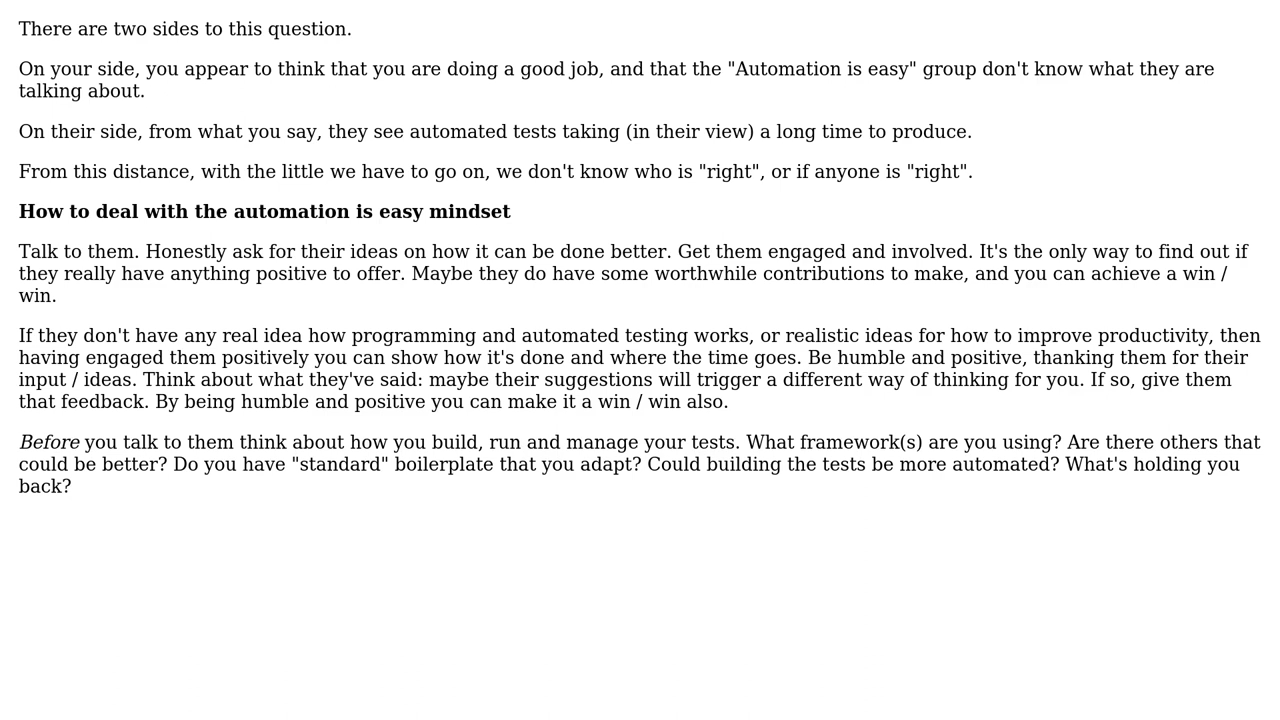 There are two sides to this question.
On your side, you appear to think that you are doing a good job, and that the "Automation is easy" group don't know what they are
talking about.
On their side, from what you say, they see automated tests taking (in their view) a long time to produce.
From this distance, with the little we have to go on, we don't know who is "right", or if anyone is "right".
How to deal with the automation is easy mindset
Talk to them. Honestly ask for their ideas on how it can be done better. Get them engaged and involved. It's the only way to find out if
they really have anything positive to offer. Maybe they do have some worthwhile contributions to make, and you can achieve a win /
win.
If they don't have any real idea how programming and automated testing works, or realistic ideas for how to improve productivity, then
having engaged them positively you can show how it's done and where the time goes. Be humble and positive, thanking them for their
input / ideas. Think about what they've said: maybe their suggestions will trigger a different way of thinking for you. If so, give them
that feedback. By being humble and positive you can make it a win / win also.
Before you talk to them think about how you build, run and manage your tests. What framework(s) are you using? Are there others that
could be better? Do you have "standard" boilerplate that you adapt? Could building the tests be more automated? What's holding you
back?